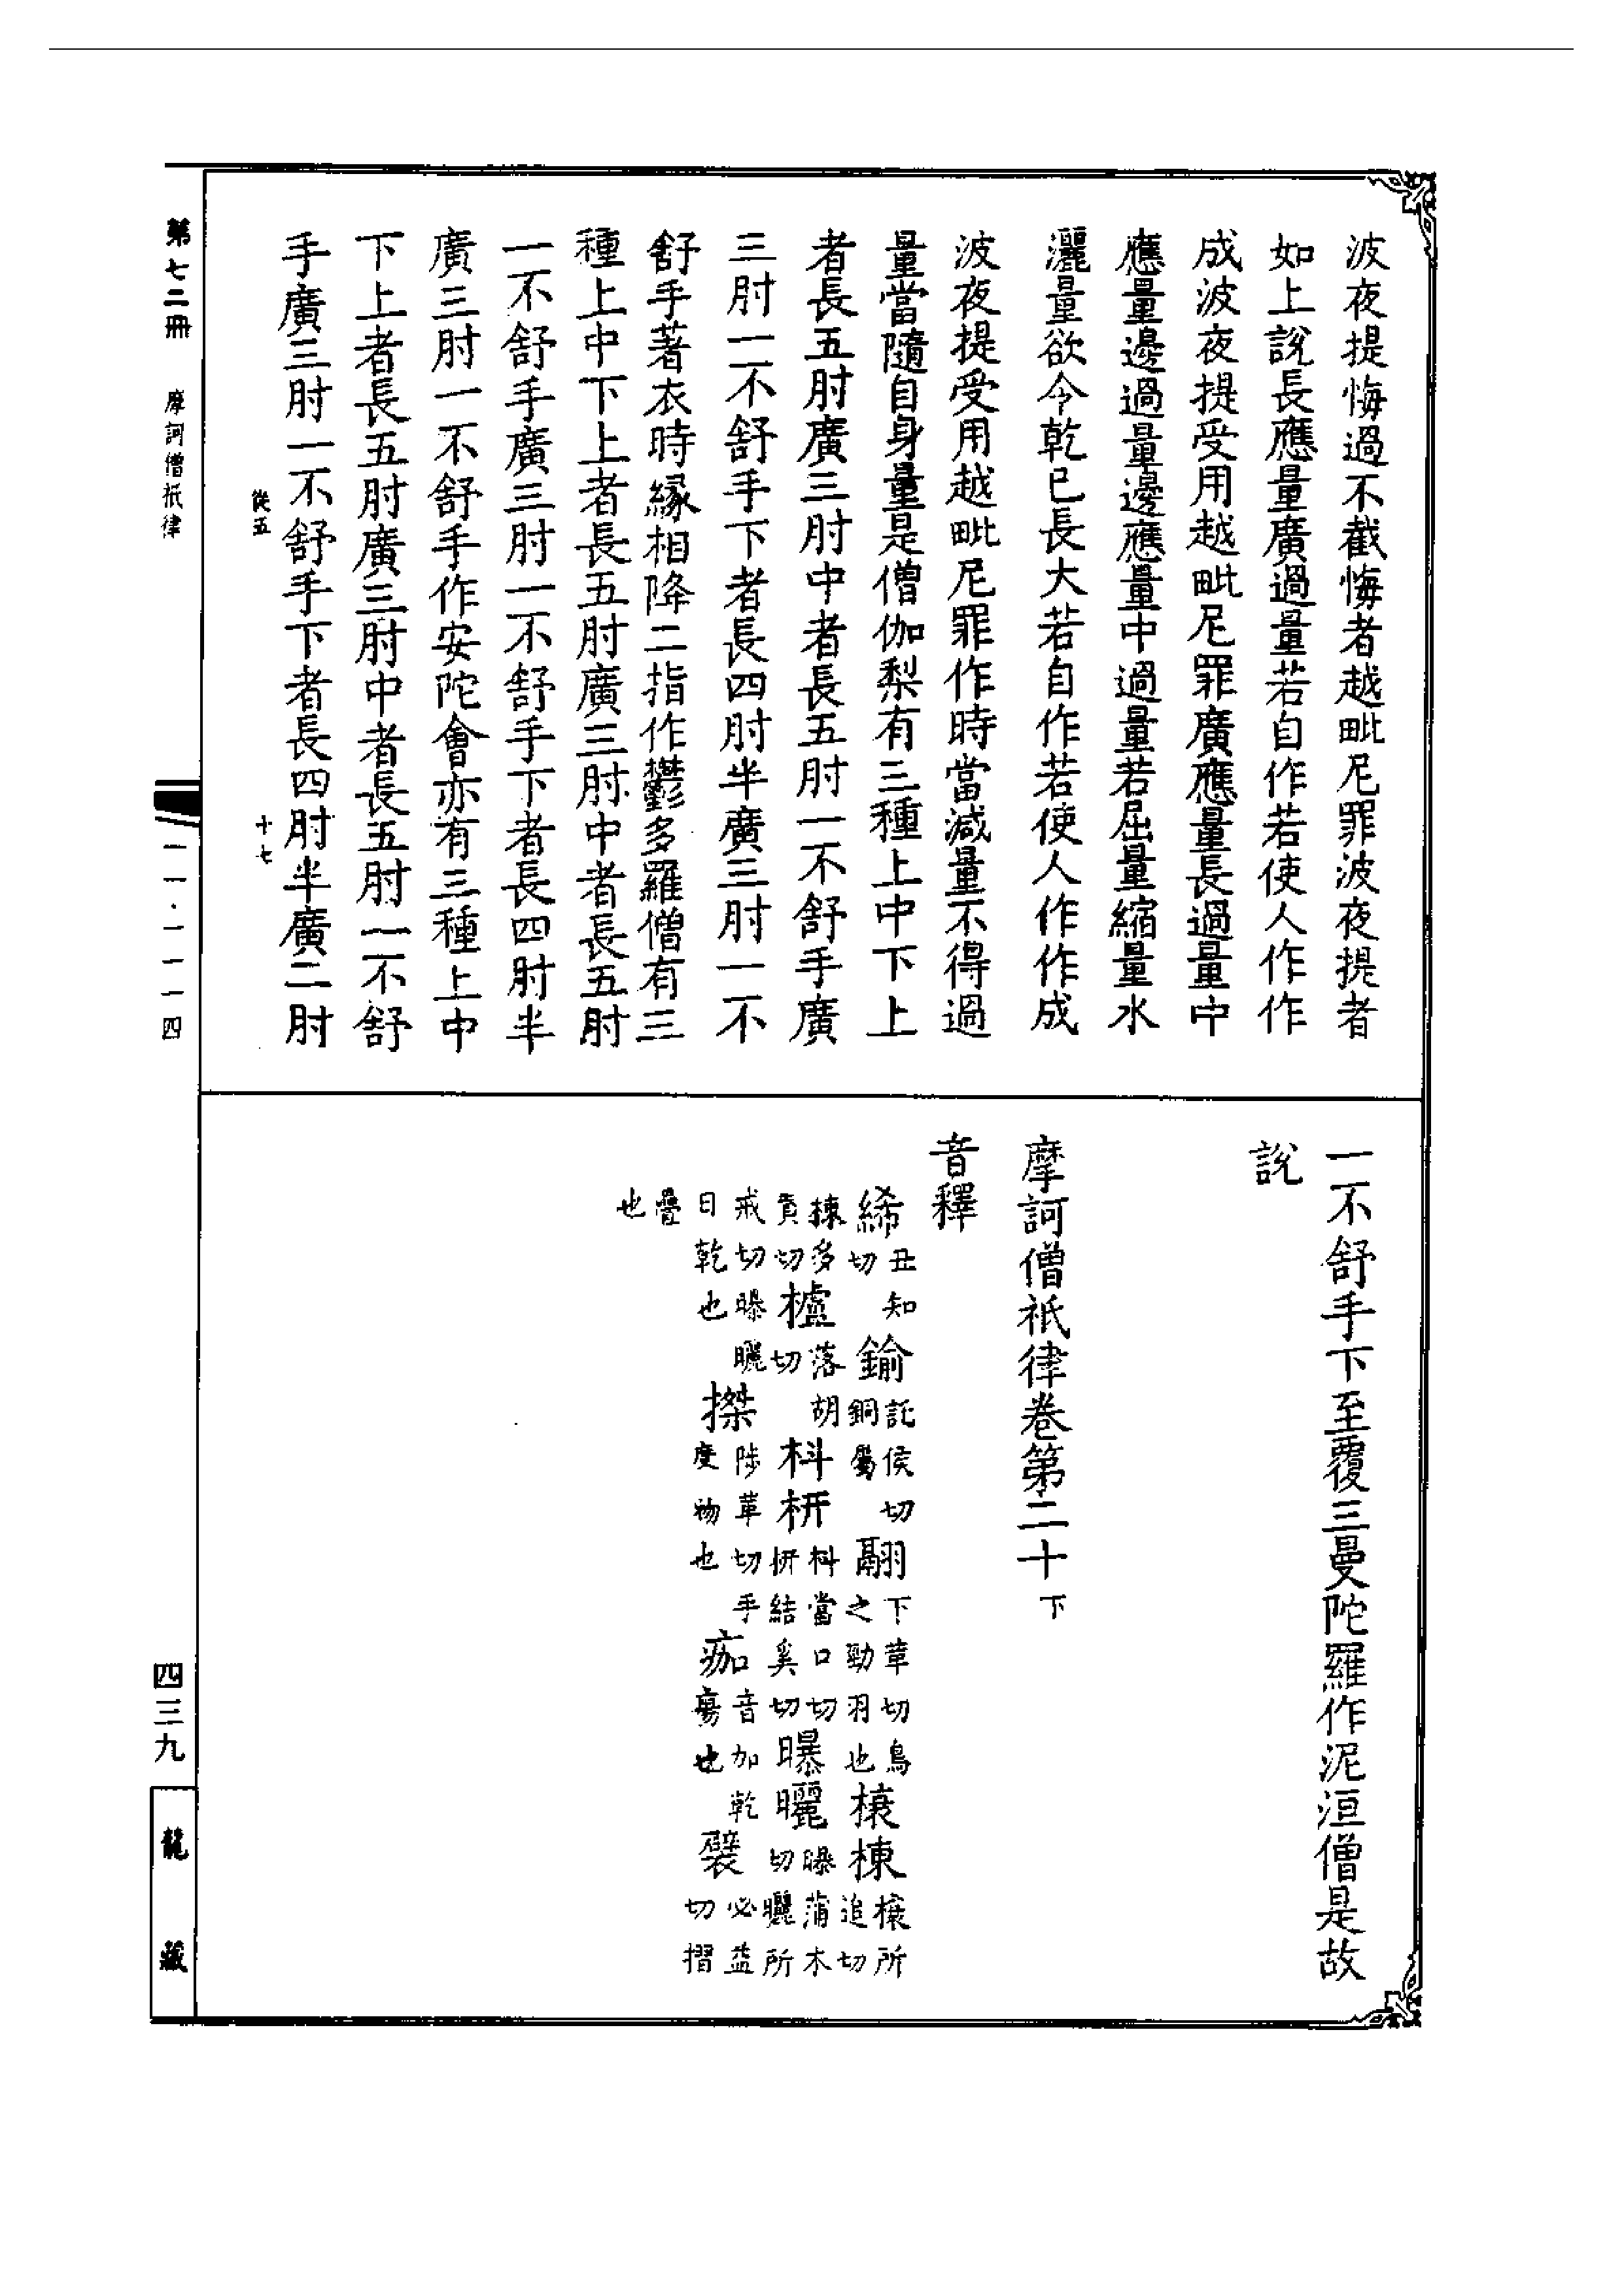 波夜提悔過不截悔者越毗尼罪波夜提者
如上說長應量廣過量若自作若使人作作
成波夜提受用越毗尼罪廣應量長過量中
應量邊過量邊應量中過量若屈量縮量水
灑量欲令乾已長大若自作若使人作作成
波夜提受用越毗尼罪作時當減量不得過
量當隨自身量是僧伽梨有三種上中下上
者長五肘廣三肘中者長五肘一不舒手廣
三肘一不舒手下者長四肘半廣三肘一不
舒手著衣時緣相降二指作鬱多羅僧有三
種上中下上者長五肘廣三肘中者長五肘
一不舒手廣三肘一不舒手下者長四肘半
廣三肘一不舒手作安陀會亦有三種上中
下上者長五肘廣三肘中者長五肘一不舒
手廣三肘一不舒手下者長四肘半廣二肘
從五 十七
一不舒手下至覆三曼陀羅作泥洹僧是故
說
摩訶僧祇律卷第二十下
音釋
絺丑知切 鍮託侯切銅屬 翮下革切鳥之勁羽也 榱棟榱所追切
棟多貢切 櫨落胡切 枓枅枓當口切枅結奚切 曝曬曝蒲木切曬所
戒切曝曬日乾也 搩陟革切手度物也 痂音加乾瘍也 襞必益切摺
疊也
第七二冊 摩訶僧祇律
一一·一一一四
四三九
龍藏